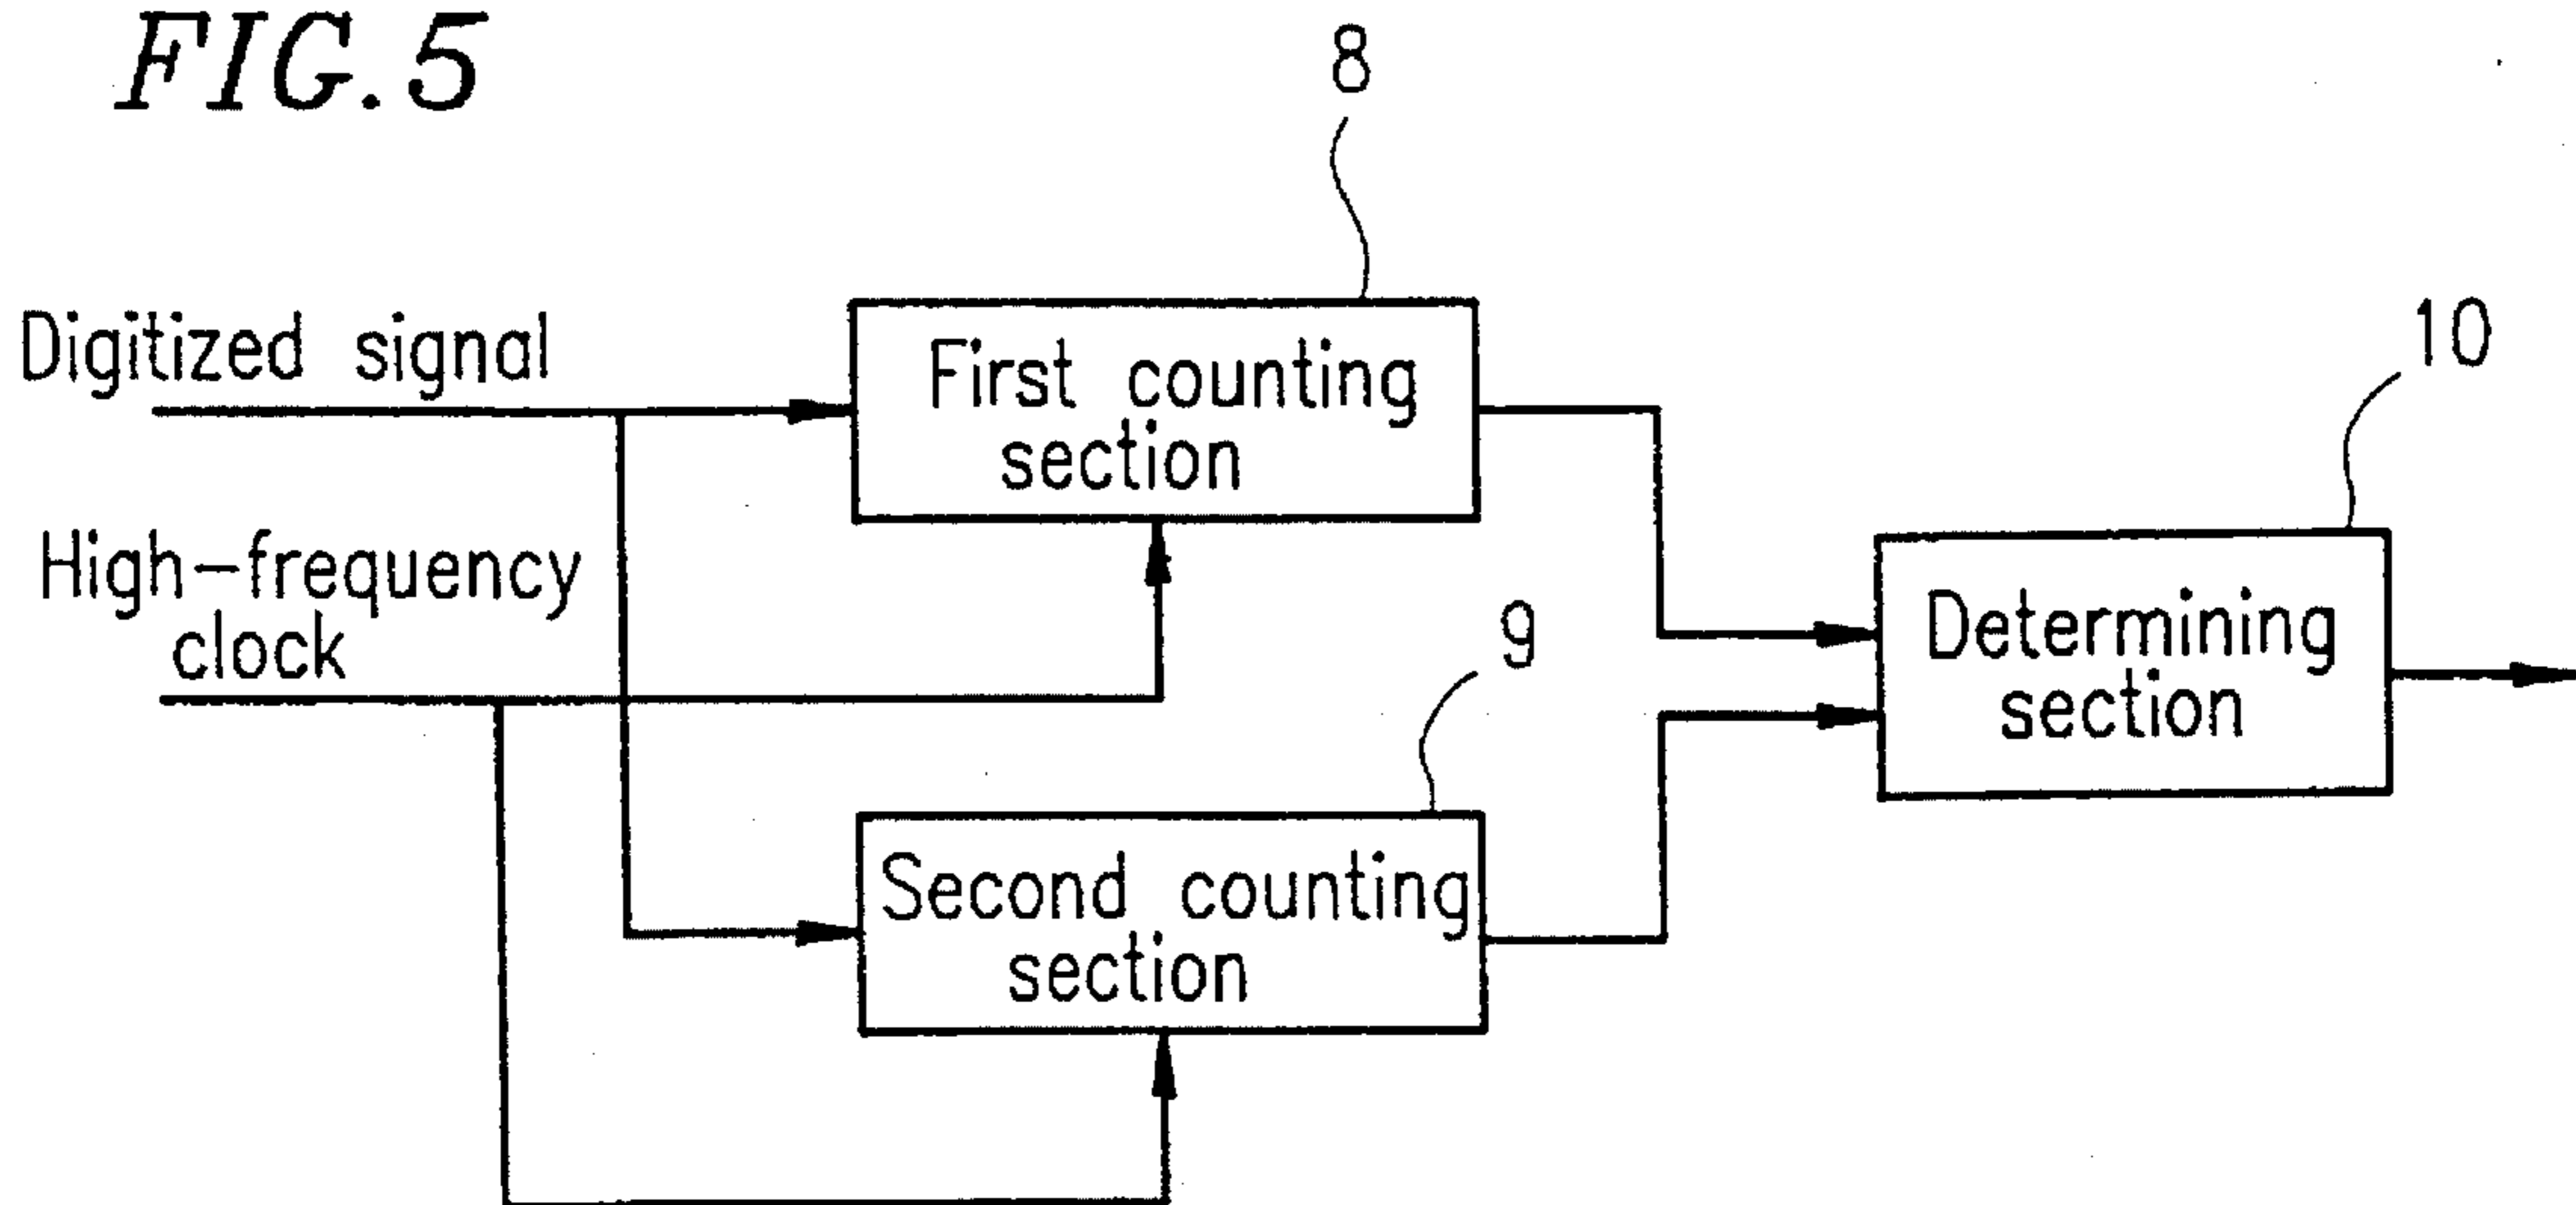 FIG. 5
8
Digitized signal
First counting
section
10
High-frequency
clock
9
Determining
section
Second counting
section